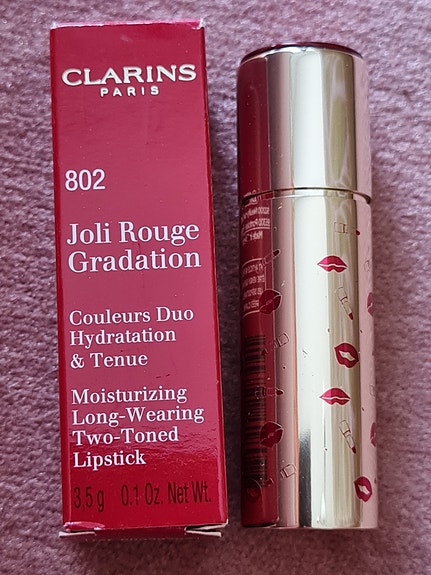 CLARINS
PARIS
802
Joli Rouge
Gradation
Couleurs Duo
Hydratation
& Tenue
Moisturizing
Long-Wearing
Two-Toned
Lipstick
3.5 g 0.1 Oz. Net Wt.